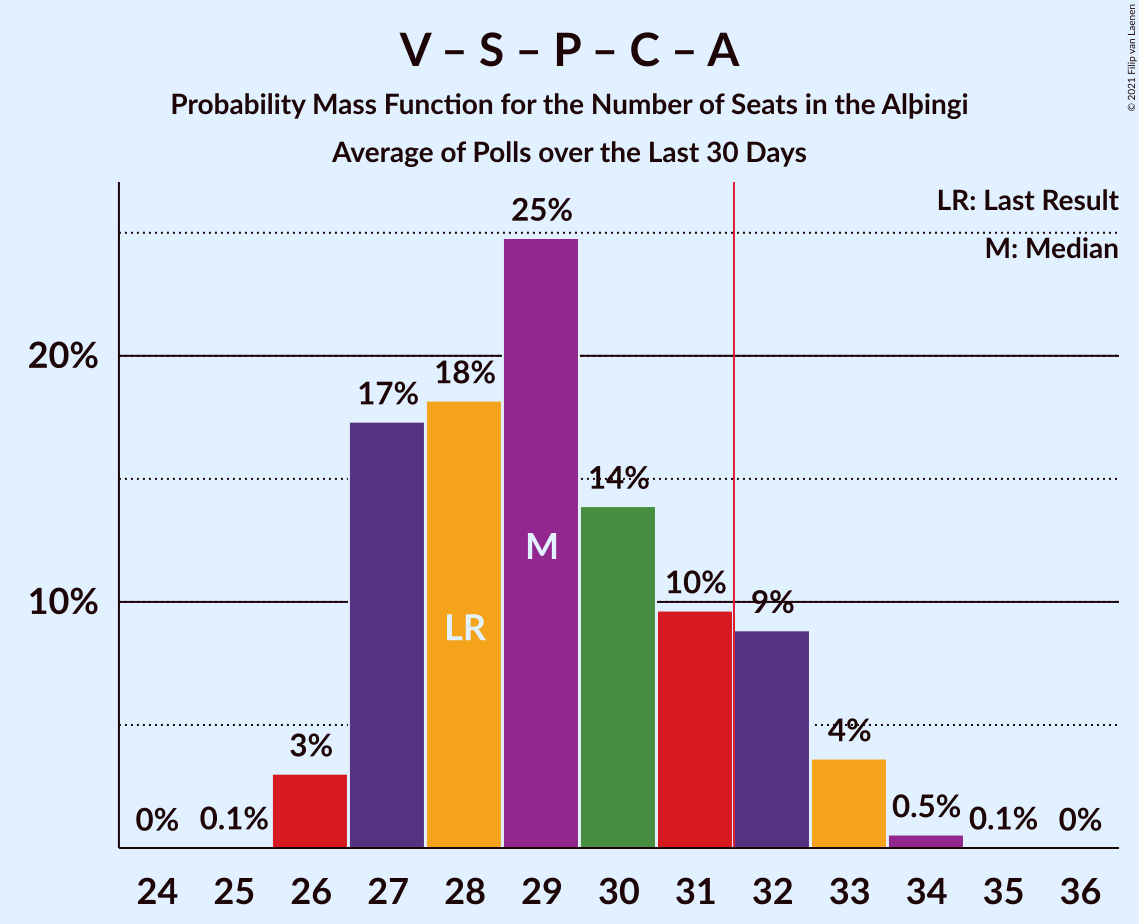 V – S – P – C – A
Probability Mass Function for the Number of Seats in the Alþingi
Average of Polls over the Last 30 Days
© 2021 Filip van Laenen
LR: Last Result
M: Median
25%
20%
18%
17%
14%
M
10%
10%
9%
LR
4%
3%
0.5%
0%
0.1%
0.1%
0%
24 25 26 27 28 29 30 31 32 33 34 35 36